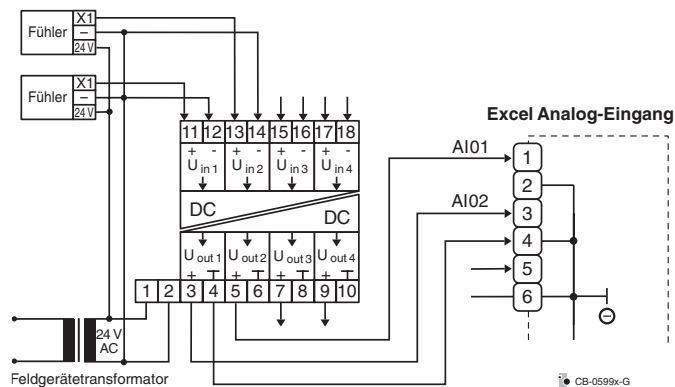 Fühler X1
–
24 V
Fühler X1
–
24 V
Excel Analog-Eingang
11 12 13 14 15 16 17 18
+ - + - + - + -
U in 1 U in 2 U in 3 U in 4
DC
DC
U out 1 U out 2 U out 3 U out 4
+ + + +
1 2 3 4 5 6 7 8 9 10
AI01
AI02
1
2
3
4
5
6
24 V
AC
Feldgerätetransformator
CB-0599x-G